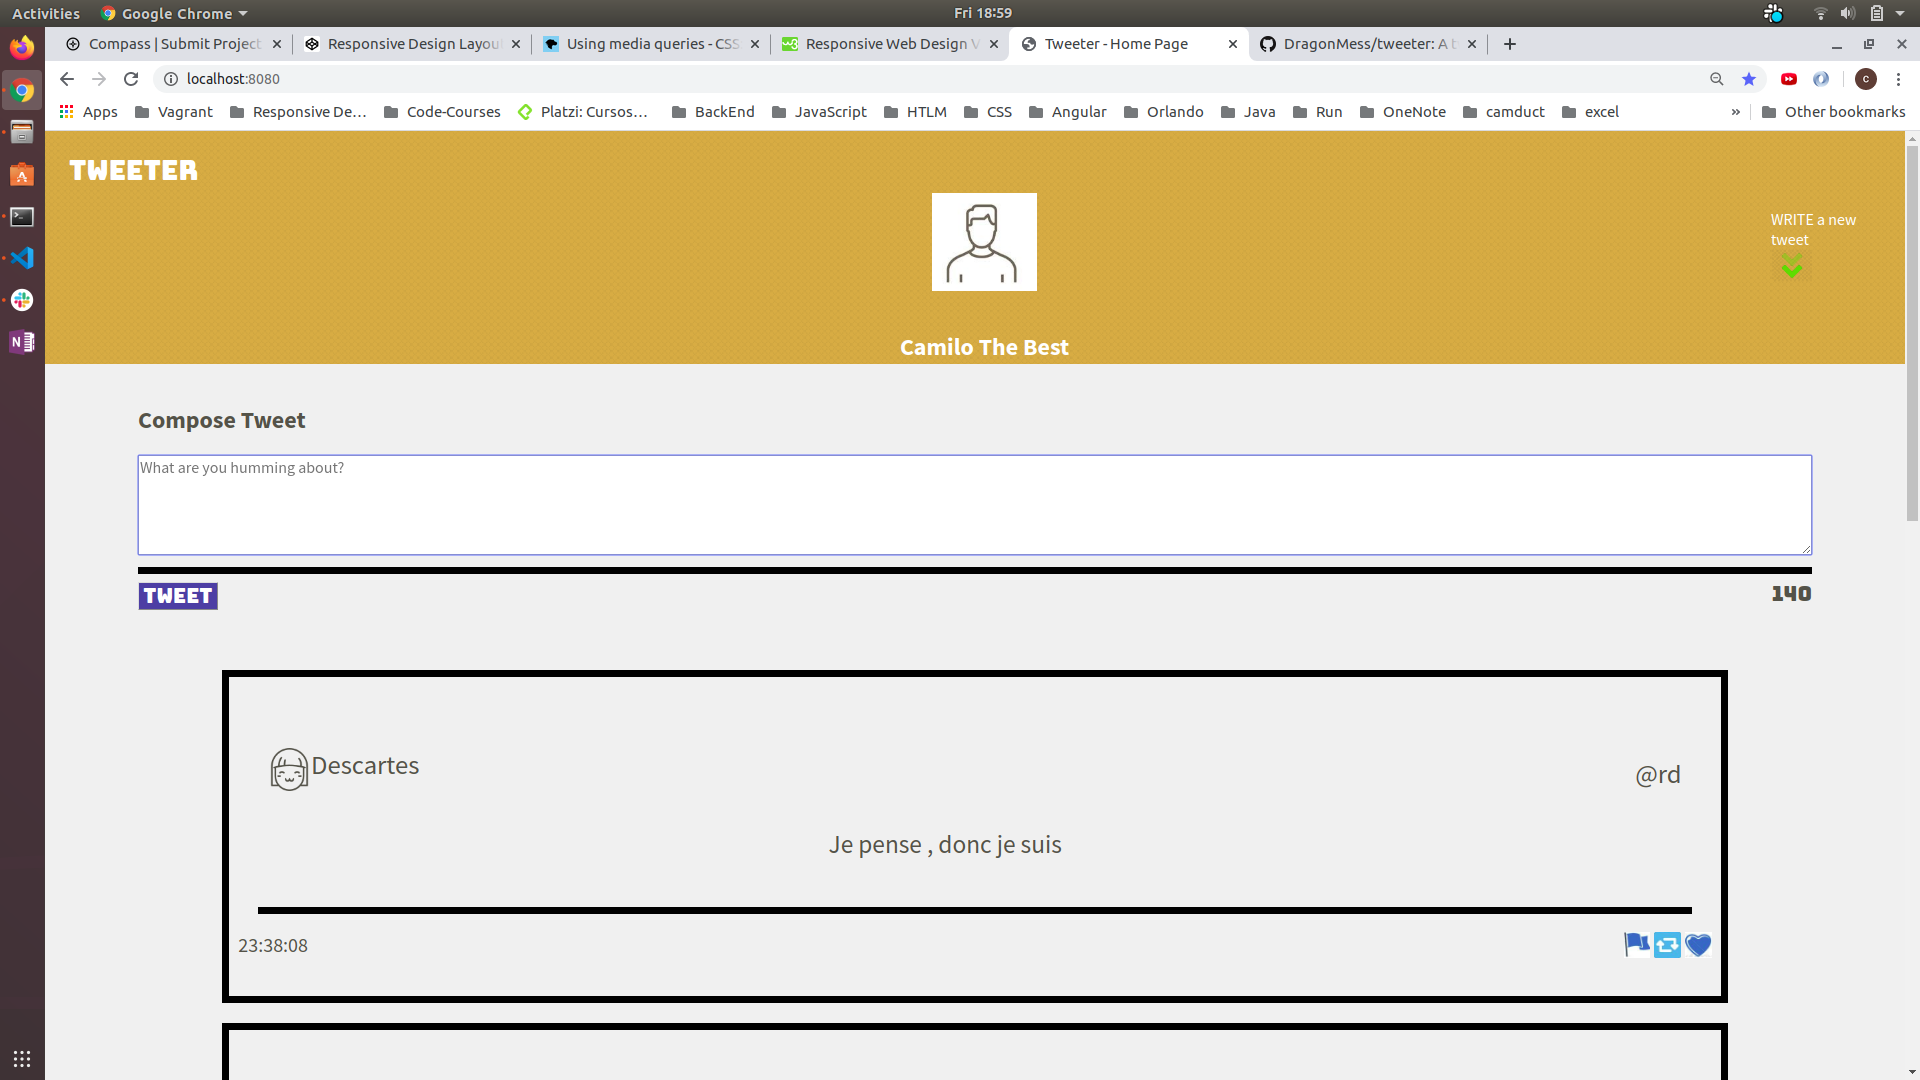 Activities Google Chrome Fri 18:59
Compass | Submit Project Responsive Design Layou Using media queries - CSS Responsive Web Design V Tweeter - Home Page DragonMess/tweeter: A t
localhost:8080
Apps Vagrant Responsive De... Code-Courses Platzi: Cursos... BackEnd JavaScript HTLM CSS Angular Orlando Java Run OneNote camduct excel » Other bookmarks
TWEETER
WRITE a new
tweet
Camilo The Best
Compose Tweet
What are you humming about?
TWEET 140
Descartes
@rd
Je pense , donc je suis
23:38:08